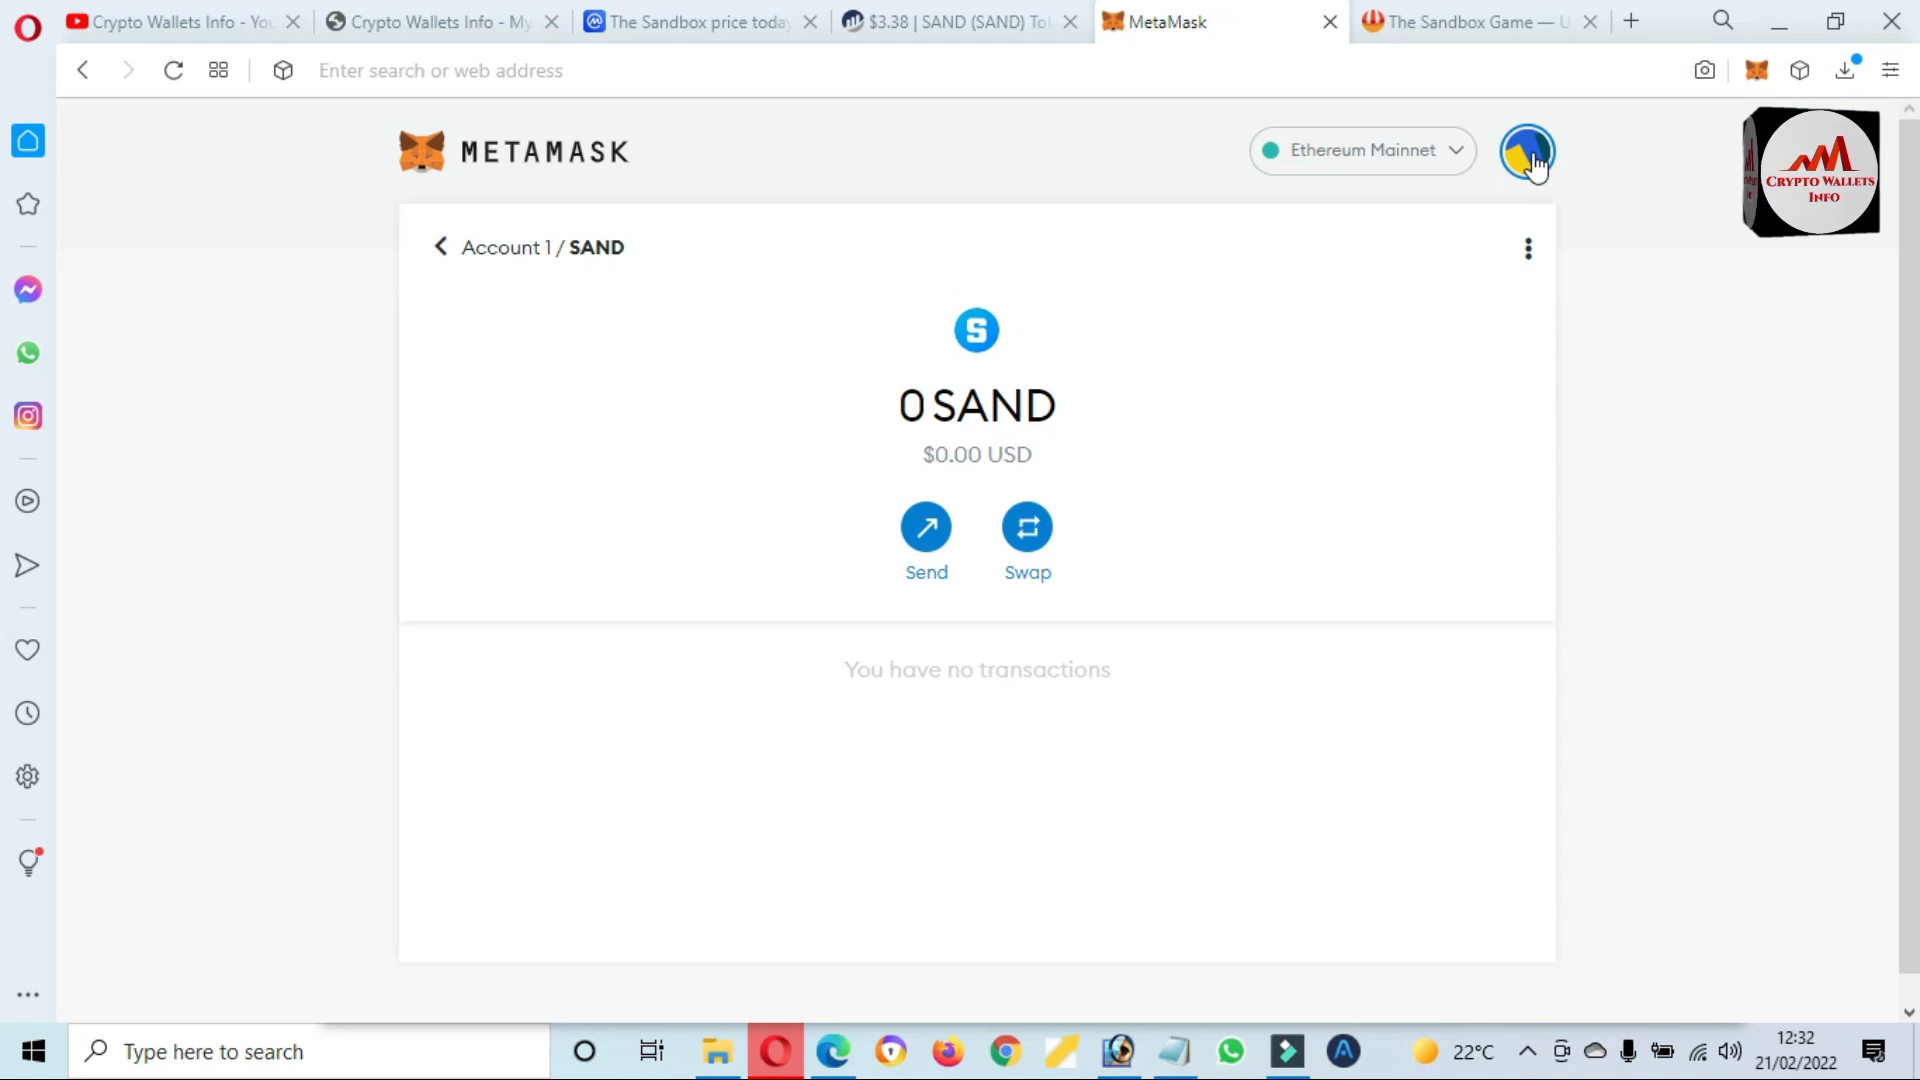 Crypto Wallets Info - You
Crypto Wallets Info - My
The Sandbox price today
$3.38 | SAND (SAND) To
MetaMask
The Sandbox Game — U
Enter search or web address
METAMASK
Ethereum Mainnet
CRYPTO WALLETS
INFO
Account 1 / SAND
S
0 SAND
$0.00 USD
Send
Swap
You have no transactions
Type here to search
22°C
12:32
21/02/2022